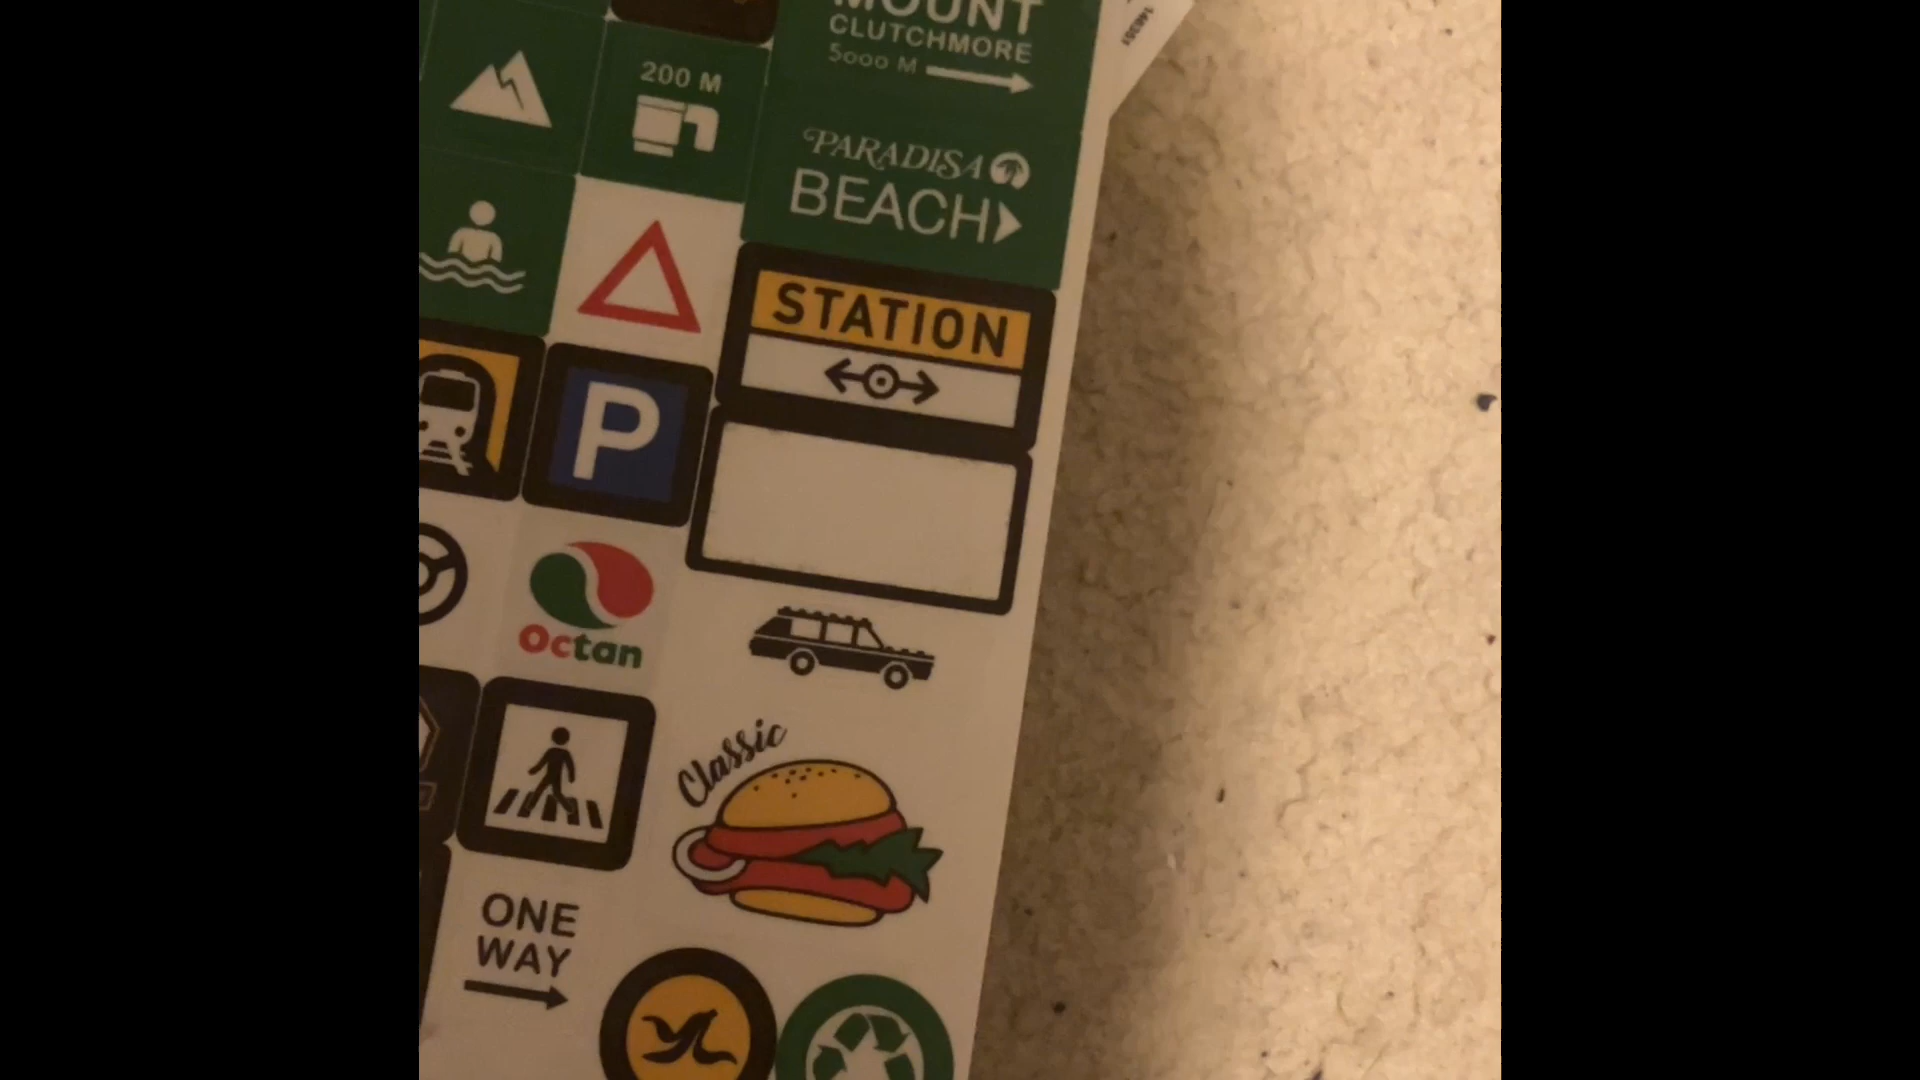 MOUNT
CLUTCHMORE
5000 M
200 M
PARADISA
BEACH
STATION
P
Octan
Classic
ONE
WAY